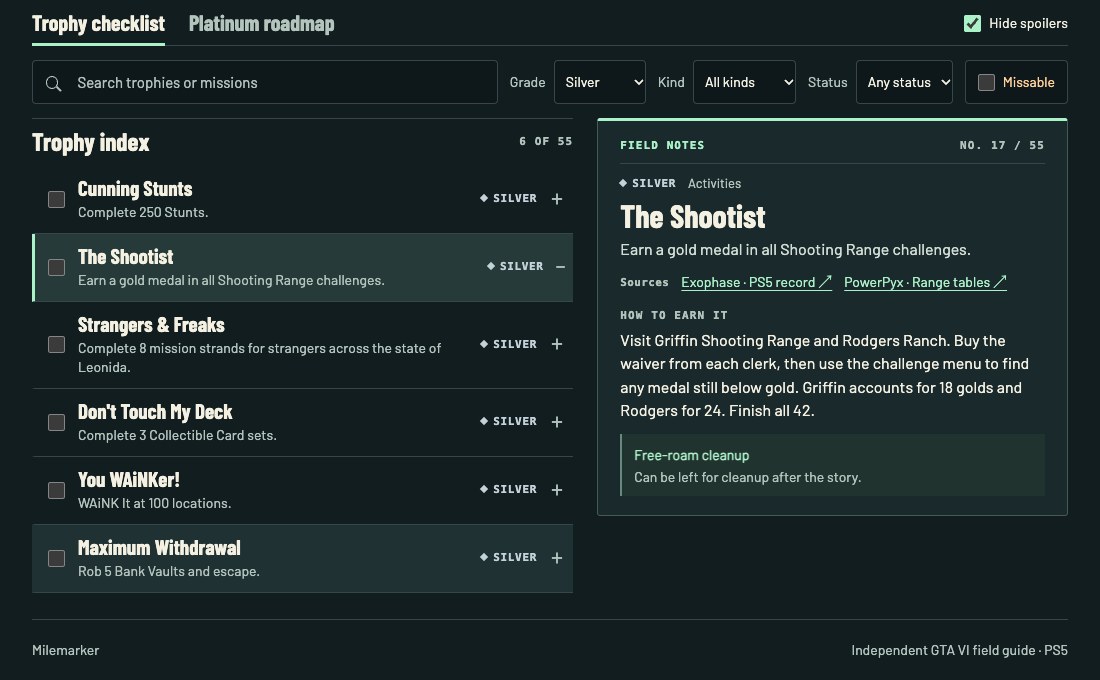 Trophy checklist
Platinum roadmap
Hide spoilers
Search trophies or missions
Grade
Silver
Kind
All kinds
Status
Any status
Missable
Trophy index
6 OF 55
Cunning Stunts
Complete 250 Stunts.
◆ SILVER +
The Shootist
Earn a gold medal in all Shooting Range challenges.
◆ SILVER −
Strangers & Freaks
Complete 8 mission strands for strangers across the state of
Leonida.
◆ SILVER +
Don't Touch My Deck
Complete 3 Collectible Card sets.
◆ SILVER +
You WAiNKer!
WAiNK It at 100 locations.
◆ SILVER +
Maximum Withdrawal
Rob 5 Bank Vaults and escape.
◆ SILVER +
FIELD NOTES
NO. 17 / 55
◆ SILVER Activities
The Shootist
Earn a gold medal in all Shooting Range challenges.
Sources Exophase · PS5 record ↗ PowerPyx · Range tables ↗
HOW TO EARN IT
Visit Griffin Shooting Range and Rodgers Ranch. Buy the
waiver from each clerk, then use the challenge menu to find
any medal still below gold. Griffin accounts for 18 golds and
Rodgers for 24. Finish all 42.
Free-roam cleanup
Can be left for cleanup after the story.
Milemarker
Independent GTA VI field guide · PS5